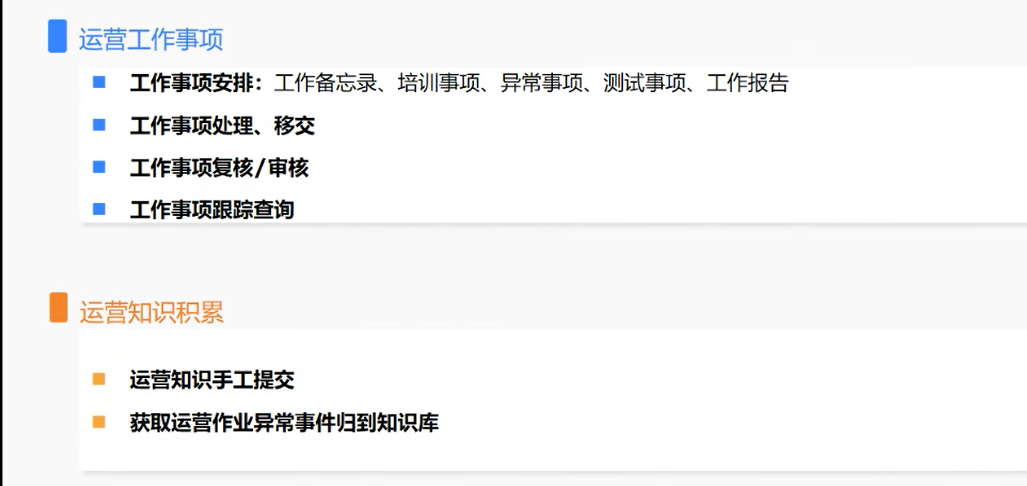 运营工作事项
工作事项安排：工作备忘录、培训事项、异常事项、测试事项、工作报告
工作事项处理、移交
工作事项复核/审核
工作事项跟踪查询
运营知识积累
运营知识手工提交
获取运营作业异常事件归到知识库